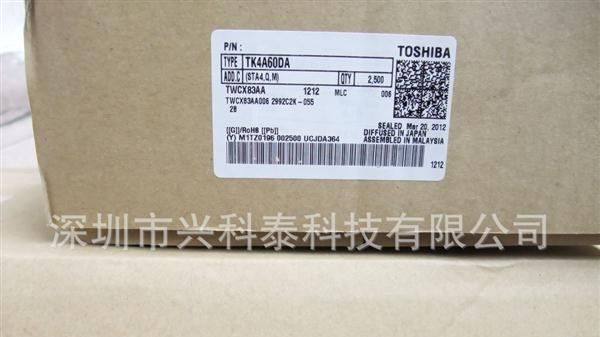 P/N :
TOSHIBA
TYPE TK4A60DA
ADD.C (STA4,Q,M) QTY 2,500
TWCX83AA 1212 MLC 006
TWCX83AA006 2992C2K-055
2B
SEALED Mar 20, 2012
[[G]]/RoHS [[Pb]] DIFFUSED IN JAPAN
(Y) M1TZ0196 002500 UCJDA364 ASSEMBLED IN MALAYSIA
1212
深圳市兴科泰科技有限公司